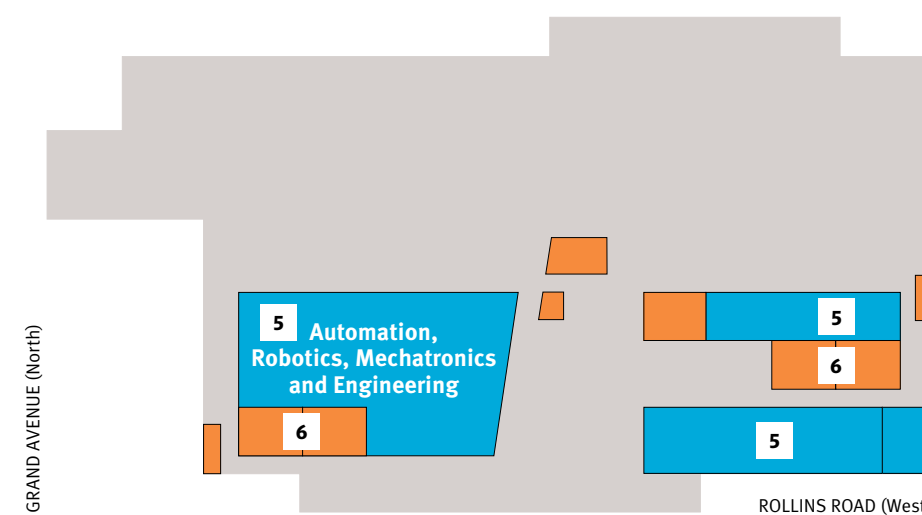 5
Automation,
Robotics, Mechatronics
and Engineering
6
5
6
5
GRAND AVENUE (North)
ROLLINS ROAD (West